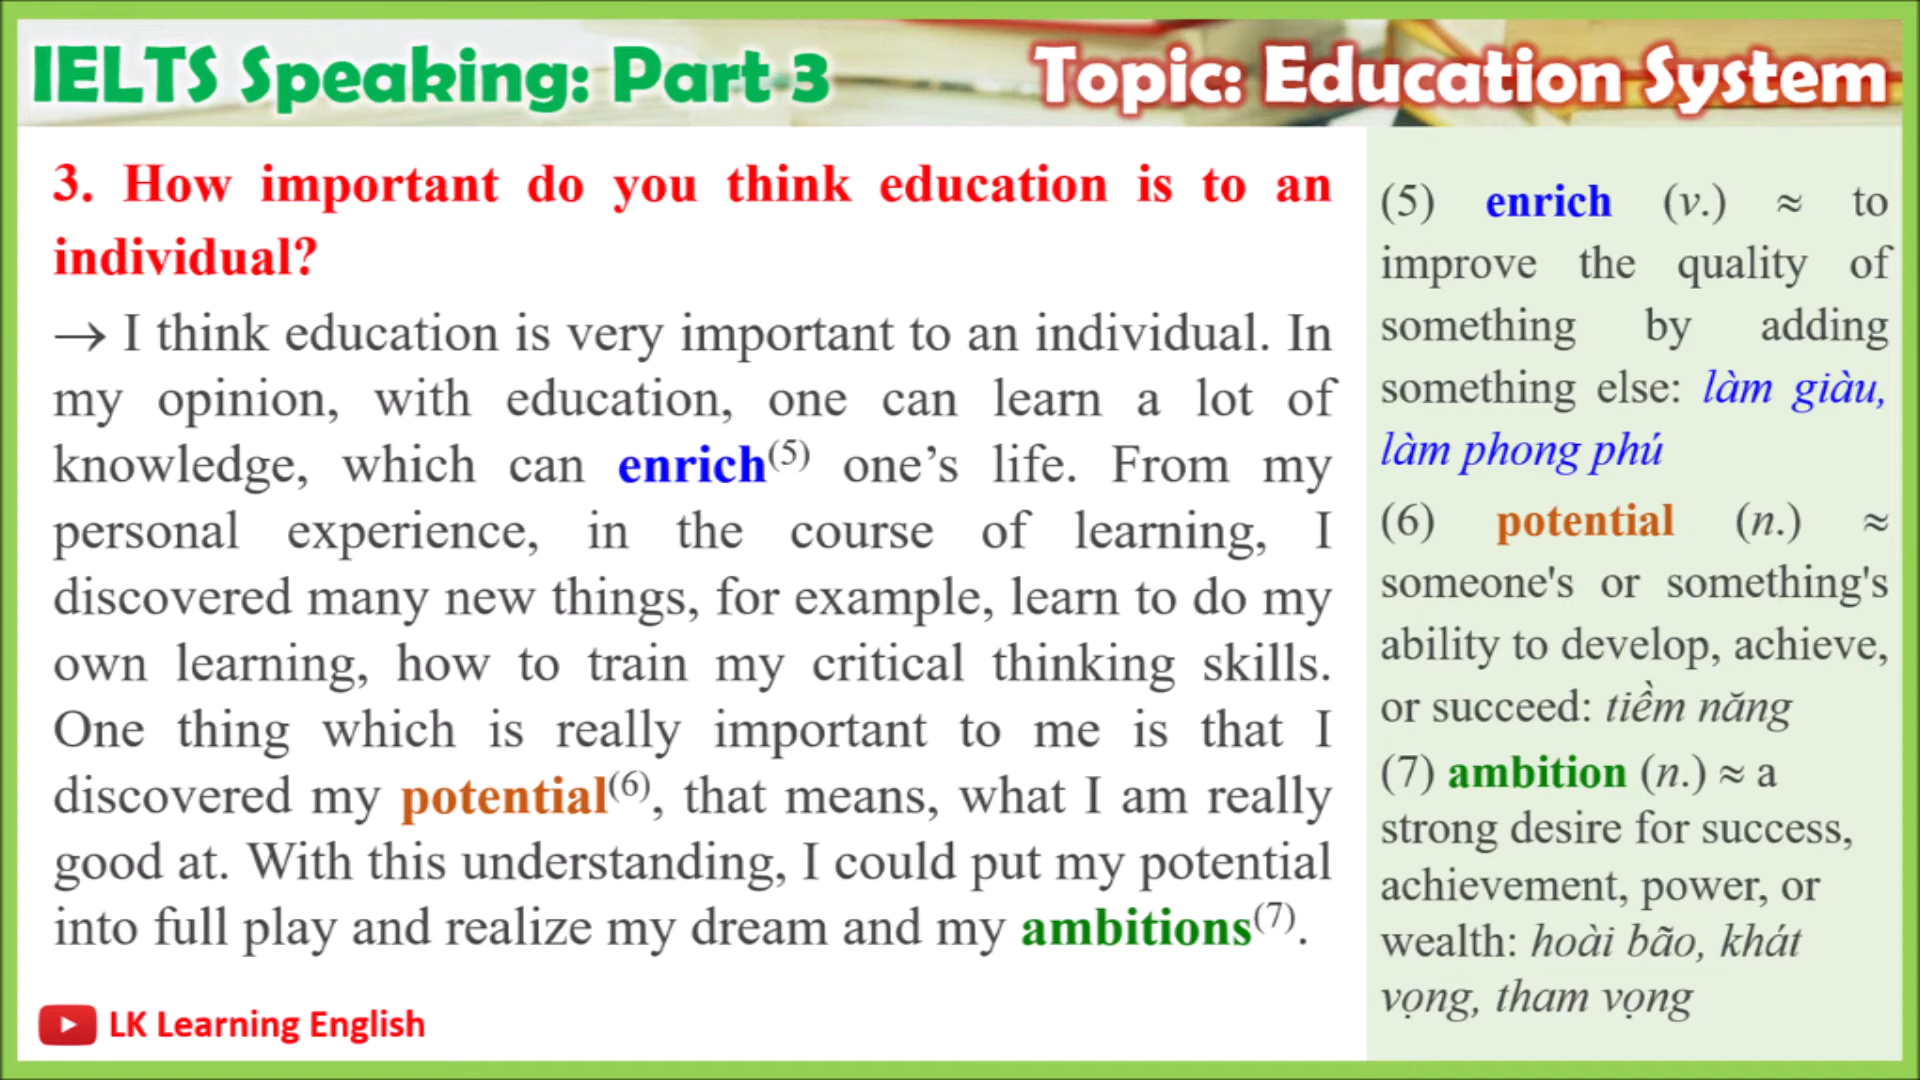 IELTS Speaking: Part 3
Topic: Education System
3. How important do you think education is to an
individual?
→ I think education is very important to an individual. In
my opinion, with education, one can learn a lot of
knowledge, which can enrich(5) one’s life. From my
personal experience, in the course of learning, I
discovered many new things, for example, learn to do my
own learning, how to train my critical thinking skills.
One thing which is really important to me is that I
discovered my potential(6), that means, what I am really
good at. With this understanding, I could put my potential
into full play and realize my dream and my ambitions(7).
LK Learning English
(5) enrich (v.) ≈ to
improve the quality of
something by adding
something else: làm giàu,
làm phong phú
(6) potential (n.) ≈
someone's or something's
ability to develop, achieve,
or succeed: tiềm năng
(7) ambition (n.) ≈ a
strong desire for success,
achievement, power, or
wealth: hoài bão, khát
vọng, tham vọng